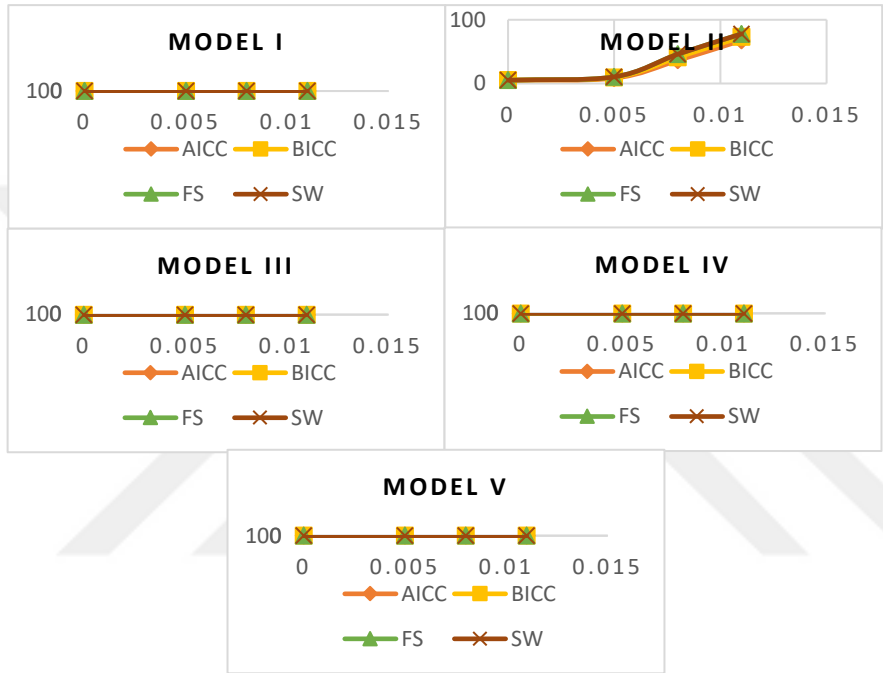 MODEL I
100
0 0.005 0.01 0.015
AICC BICC
FS SW
MODEL II
100
0
0 0.005 0.01 0.015
AICC BICC
FS SW
MODEL III
100
0 0.005 0.01 0.015
AICC BICC
FS SW
MODEL IV
100
0 0.005 0.01 0.015
AICC BICC
FS SW
MODEL V
100
0 0.005 0.01 0.015
AICC BICC
FS SW